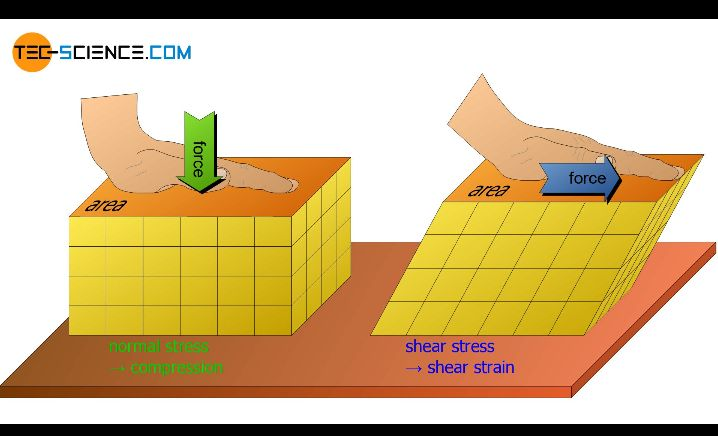 TEC-SCIENCE.COM
force
area
force
area
normal stress
→ compression
shear stress
→ shear strain